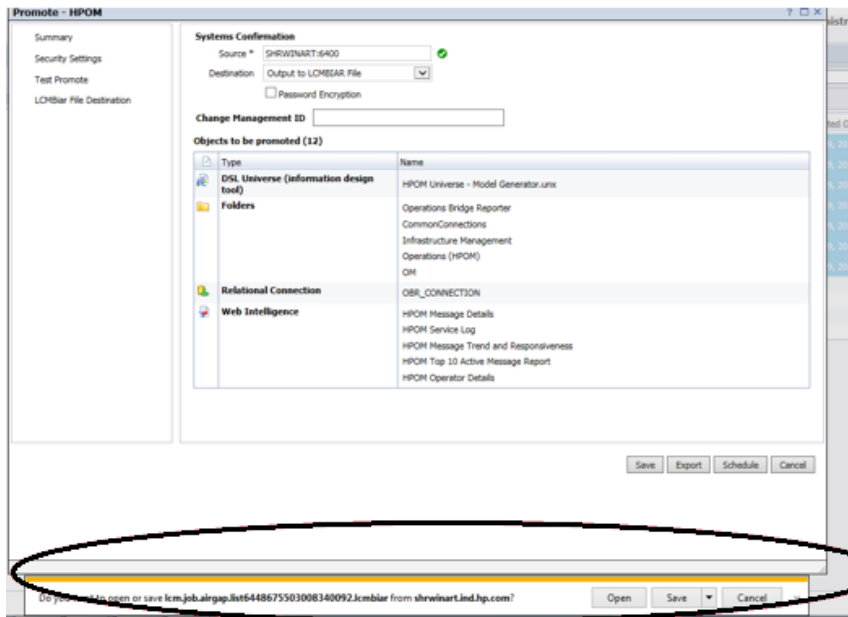 Promote - HPOM
Summary
Security Settings
Test Promote
LCMBiar File Destination
Systems Confirmation
Source * SHRWINART:6400
Destination Output to LCMBIAR File
Password Encryption
Change Management ID
Objects to be promoted (12)
Type Name
DSL Universe (information design
tool)
HPOM Universe - Model Generator.unx
Folders
Operations Bridge Reporter
CommonConnections
Infrastructure Management
Operations (HPOM)
OM
Relational Connection OBR_CONNECTION
Web Intelligence
HPOM Message Details
HPOM Service Log
HPOM Message Trend and Responsiveness
HPOM Top 10 Active Message Report
HPOM Operator Details
Save Export Schedule Cancel
Do you want to open or save lcm.job.airgap.list6448675503008340092.lcmbiar from shrwinart.ind.hp.com?
Open Save Cancel